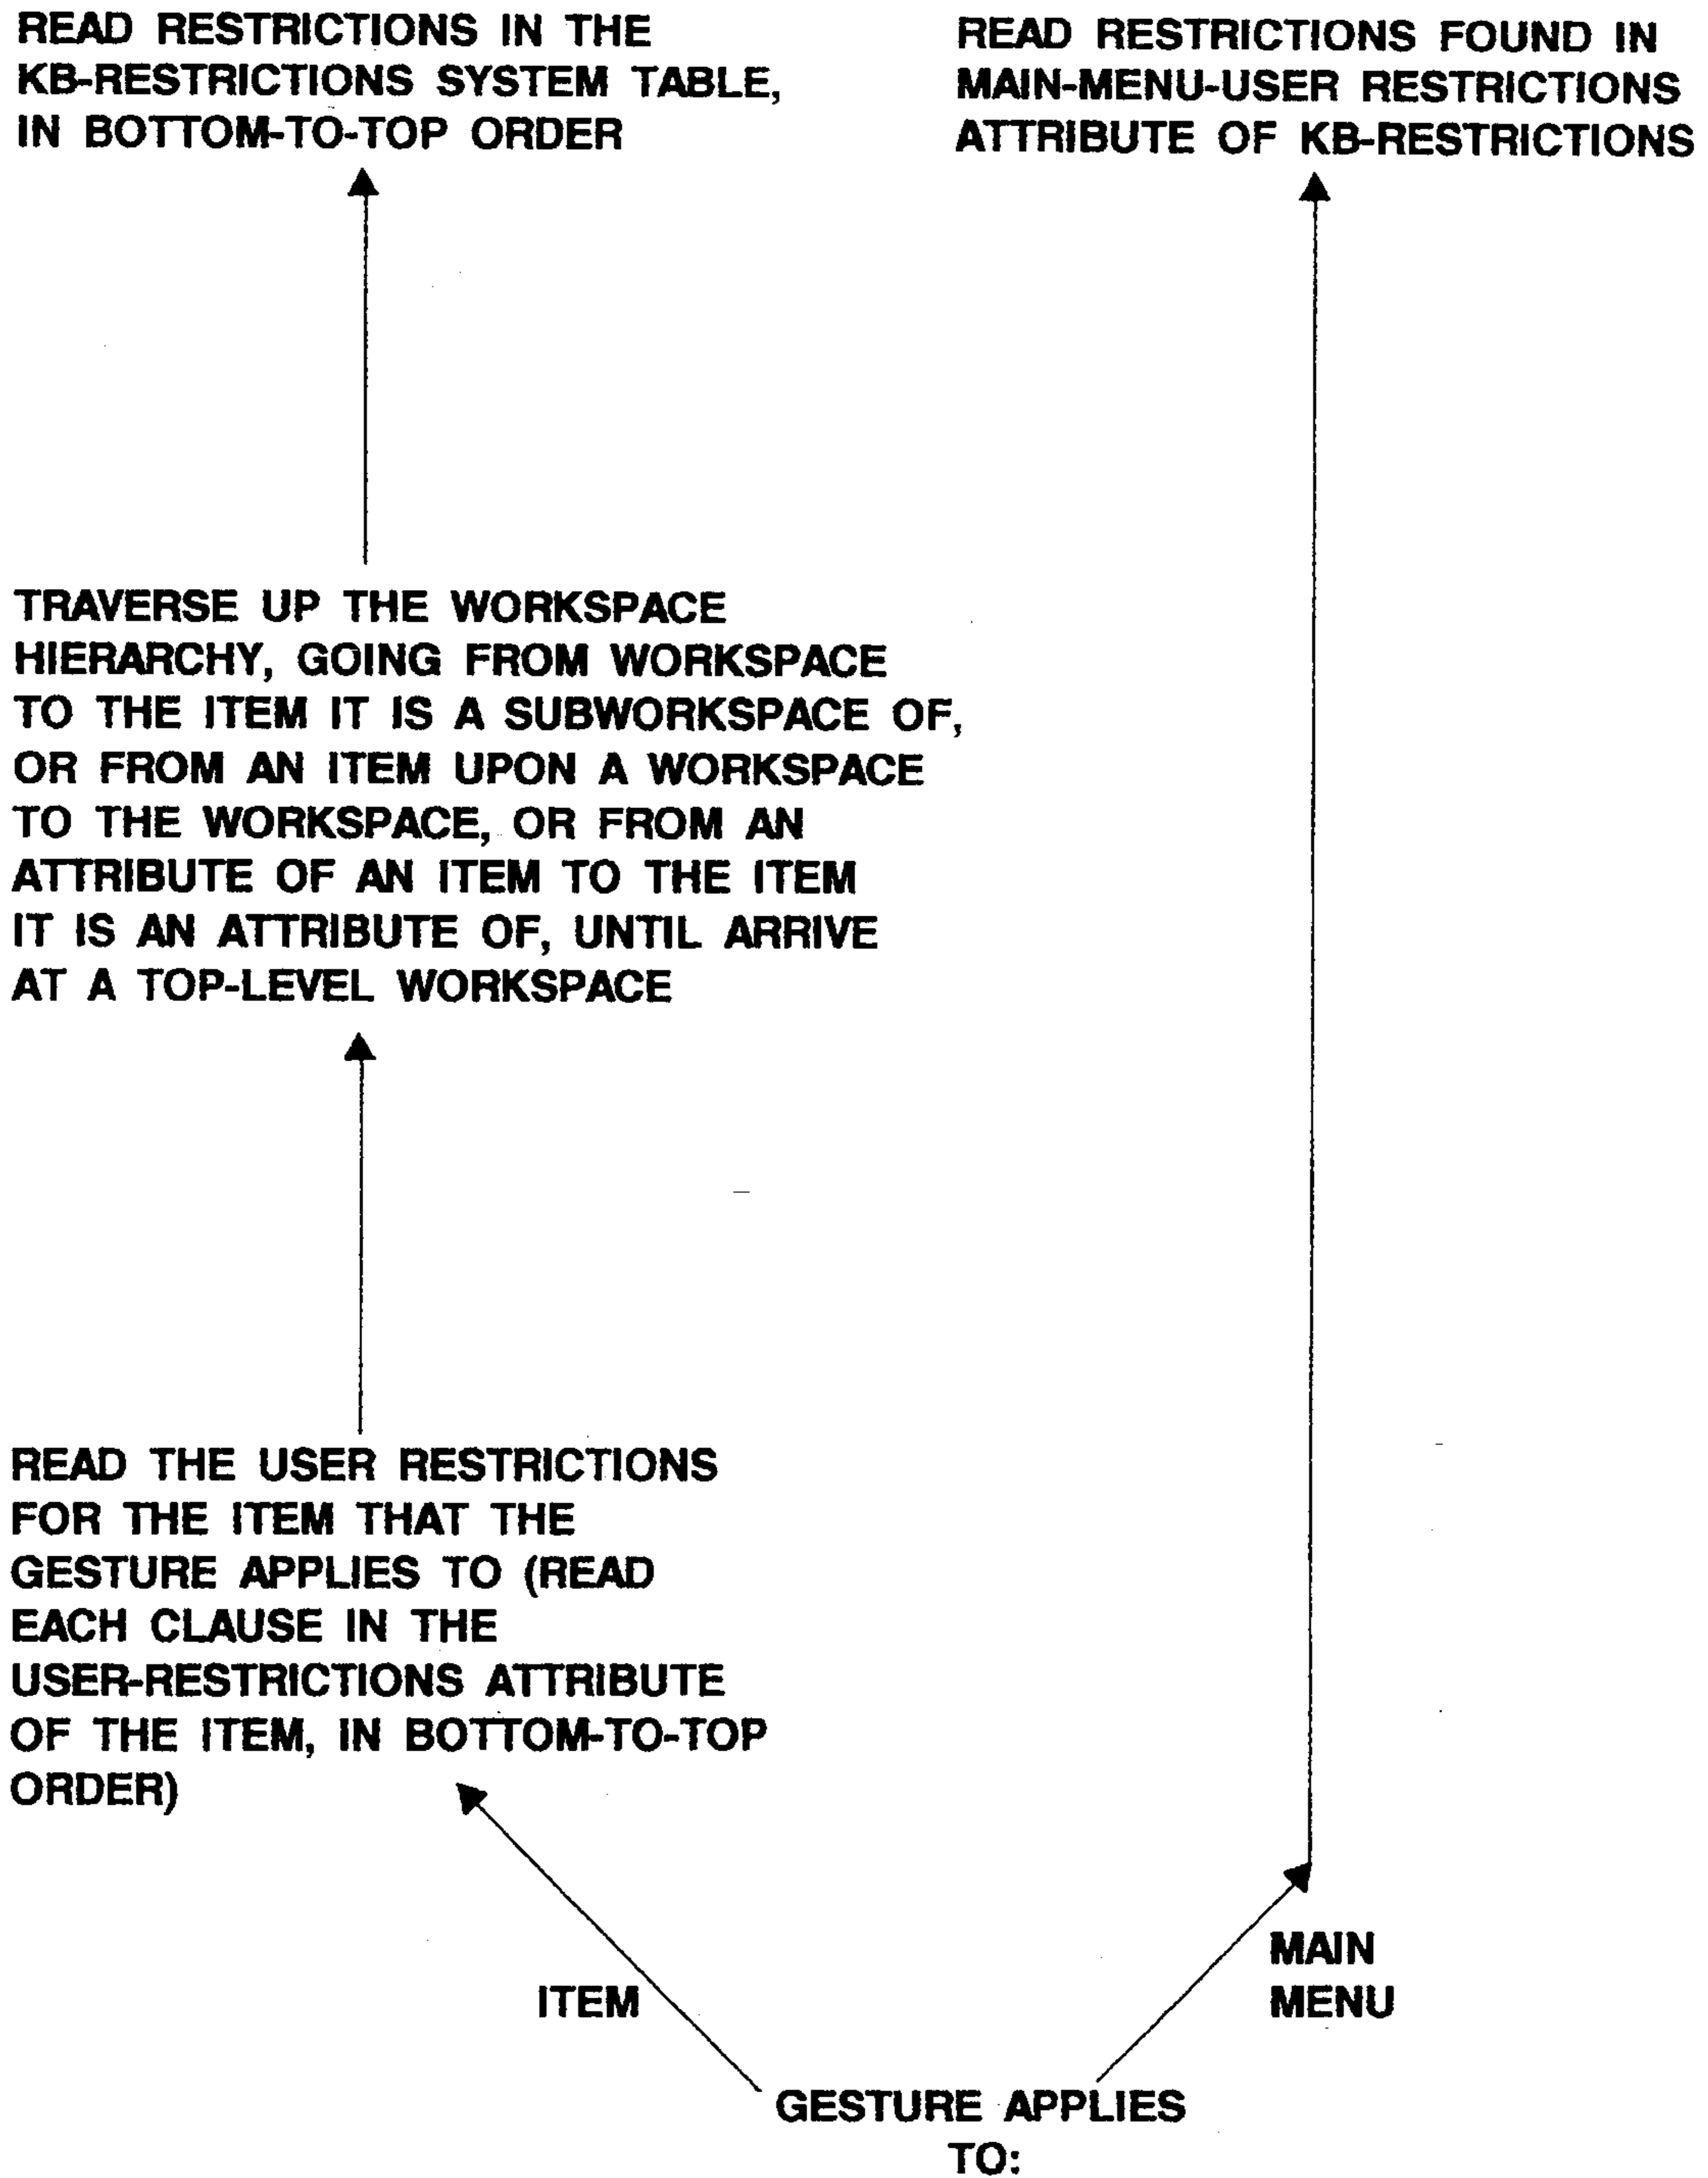 READ RESTRICTIONS IN THE
KB-RESTRICTIONS SYSTEM TABLE,
IN BOTTOM-TO-TOP ORDER
READ RESTRICTIONS FOUND IN
MAIN-MENU-USER RESTRICTIONS
ATTRIBUTE OF KB-RESTRICTIONS
TRAVERSE UP THE WORKSPACE
HIERARCHY, GOING FROM WORKSPACE
TO THE ITEM IT IS A SUBWORKSPACE OF,
OR FROM AN ITEM UPON A WORKSPACE
TO THE WORKSPACE, OR FROM AN
ATTRIBUTE OF AN ITEM TO THE ITEM
IT IS AN ATTRIBUTE OF, UNTIL ARRIVE
AT A TOP-LEVEL WORKSPACE
READ THE USER RESTRICTIONS
FOR THE ITEM THAT THE
GESTURE APPLIES TO (READ
EACH CLAUSE IN THE
USER-RESTRICTIONS ATTRIBUTE
OF THE ITEM, IN BOTTOM-TO-TOP
ORDER)
ITEM
MAIN
MENU
GESTURE APPLIES
TO: